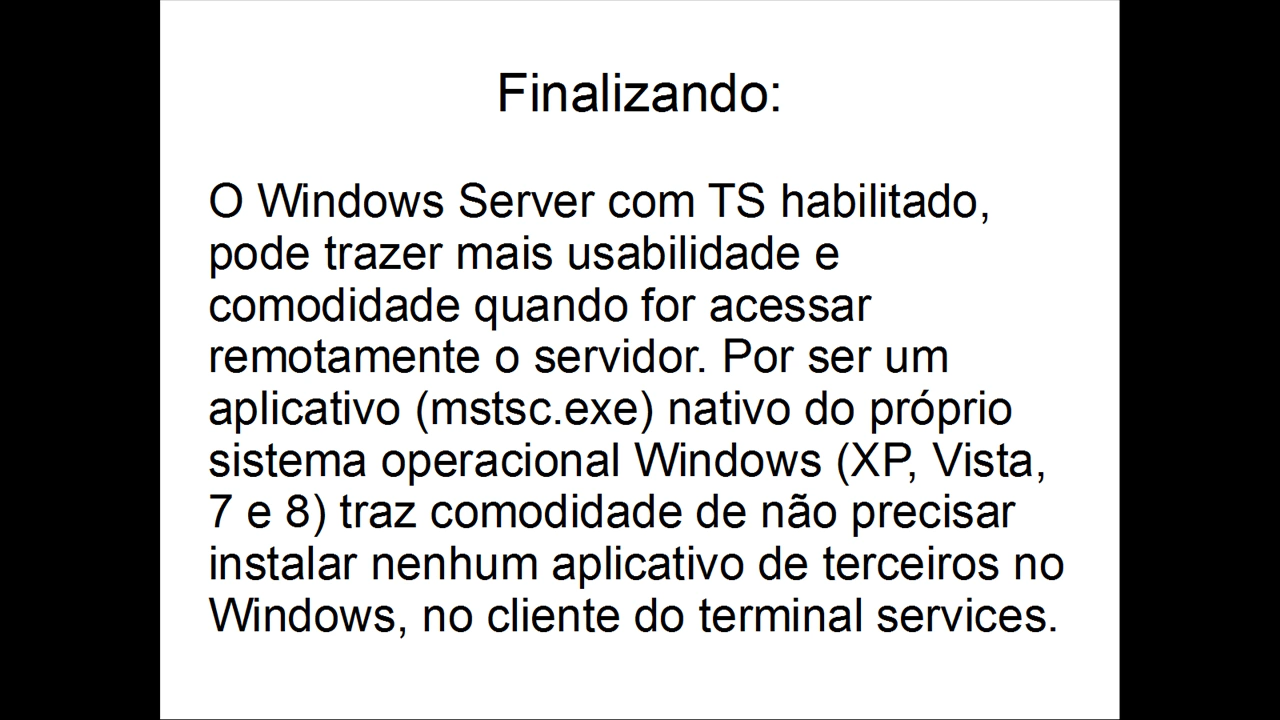 Finalizando:
O Windows Server com TS habilitado,
pode trazer mais usabilidade e
comodidade quando for acessar
remotamente o servidor. Por ser um
aplicativo (mstsc.exe) nativo do próprio
sistema operacional Windows (XP, Vista,
7 e 8) traz comodidade de não precisar
instalar nenhum aplicativo de terceiros no
Windows, no cliente do terminal services.